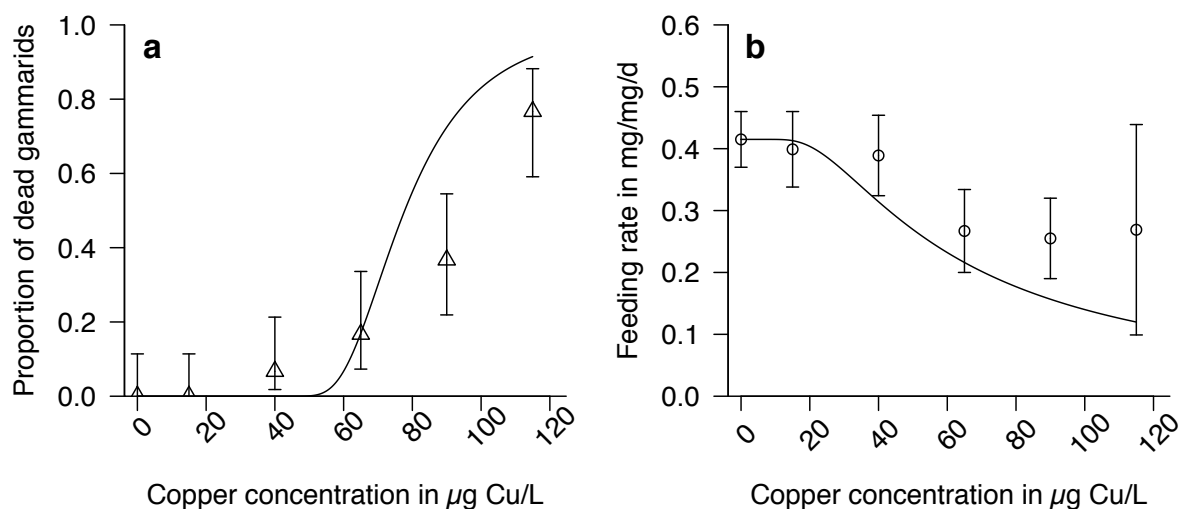 a
Proportion of dead gammarids
1.0
0.8
0.6
0.4
0.2
0.0
0 20 40 60 80 100 120
Copper concentration in µg Cu/L
b
Feeding rate in mg/mg/d
0.6
0.5
0.4
0.3
0.2
0.1
0.0
0 20 40 60 80 100 120
Copper concentration in µg Cu/L